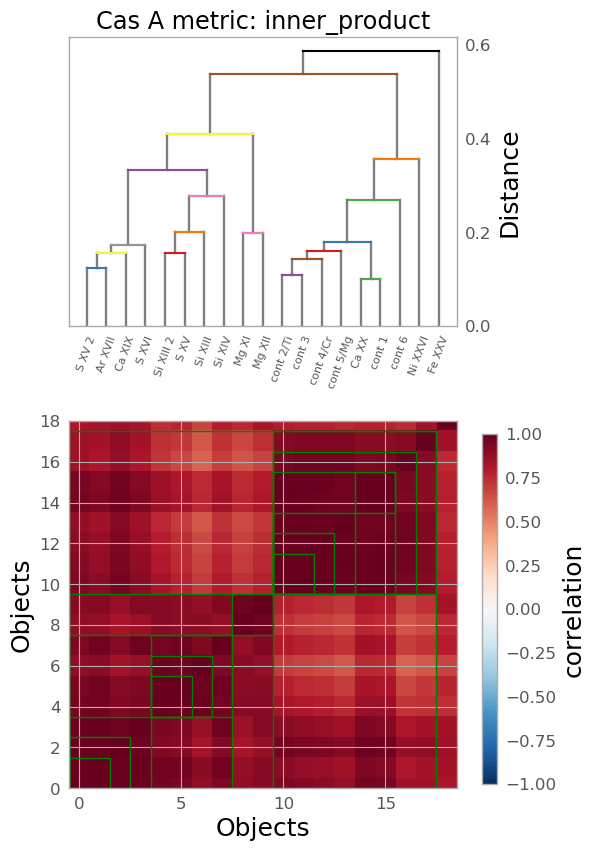 Cas A metric: inner_product
0.6
0.4
0.2
0.0
Distance
S XV 2
Ar XVII
Ca XIX
S XVI
Si XIII 2
S XV
Si XIII
Si XIV
Mg XI
Mg XII
cont 2/Ti
cont 3
cont 4/Cr
cont 5/Mg
Ca XX
cont 1
cont 6
Ni XXVI
Fe XXV
18
16
14
12
10
8
6
4
2
0
Objects
0 5 10 15
Objects
1.00
0.75
0.50
0.25
0.00
−0.25
−0.50
−0.75
−1.00
correlation